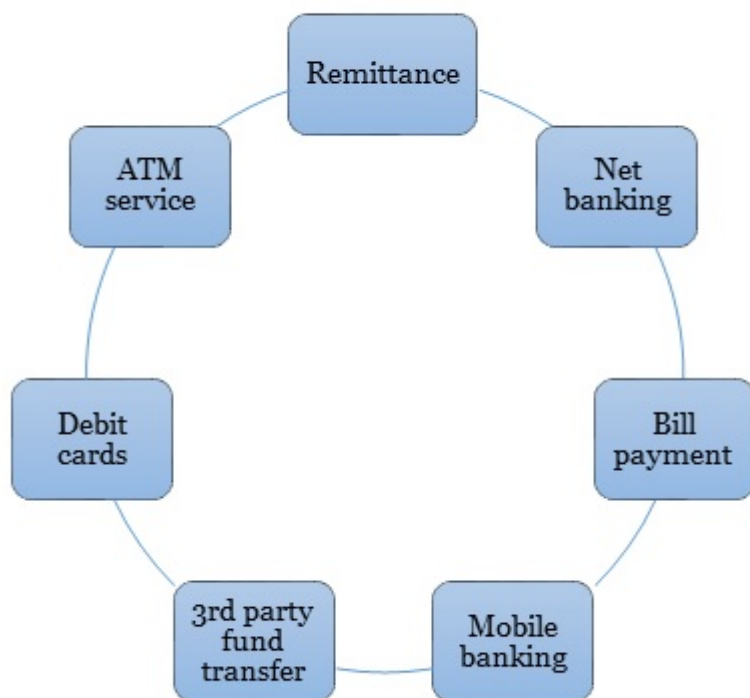 Remittance
Net
banking
Bill
payment
Mobile
banking
3rd party
fund
transfer
Debit
cards
ATM
service